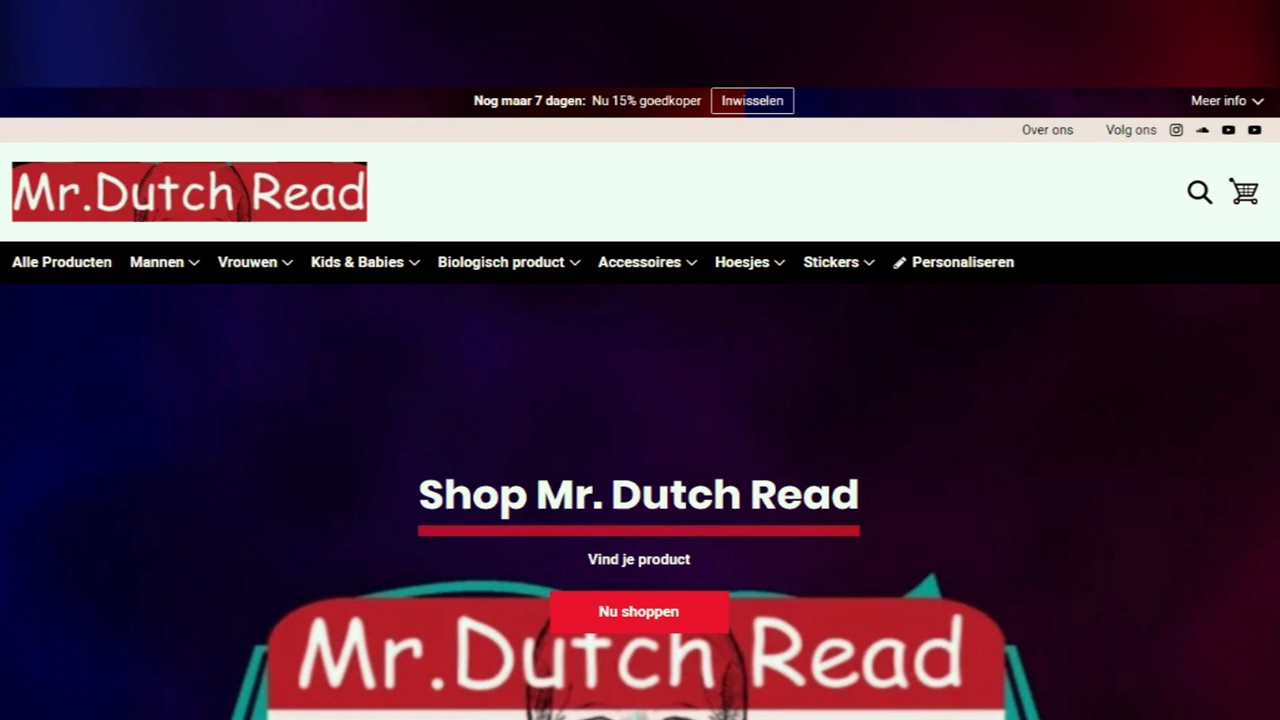 Nog maar 7 dagen: Nu 15% goedkoper Inwisselen Meer info
Over ons Volg ons
Mr.Dutch Read
Alle Producten Mannen Vrouwen Kids & Babies Biologisch product Accessoires Hoesjes Stickers Personaliseren
Shop Mr. Dutch Read
Vind je product
Nu shoppen
Mr.Dutch Read